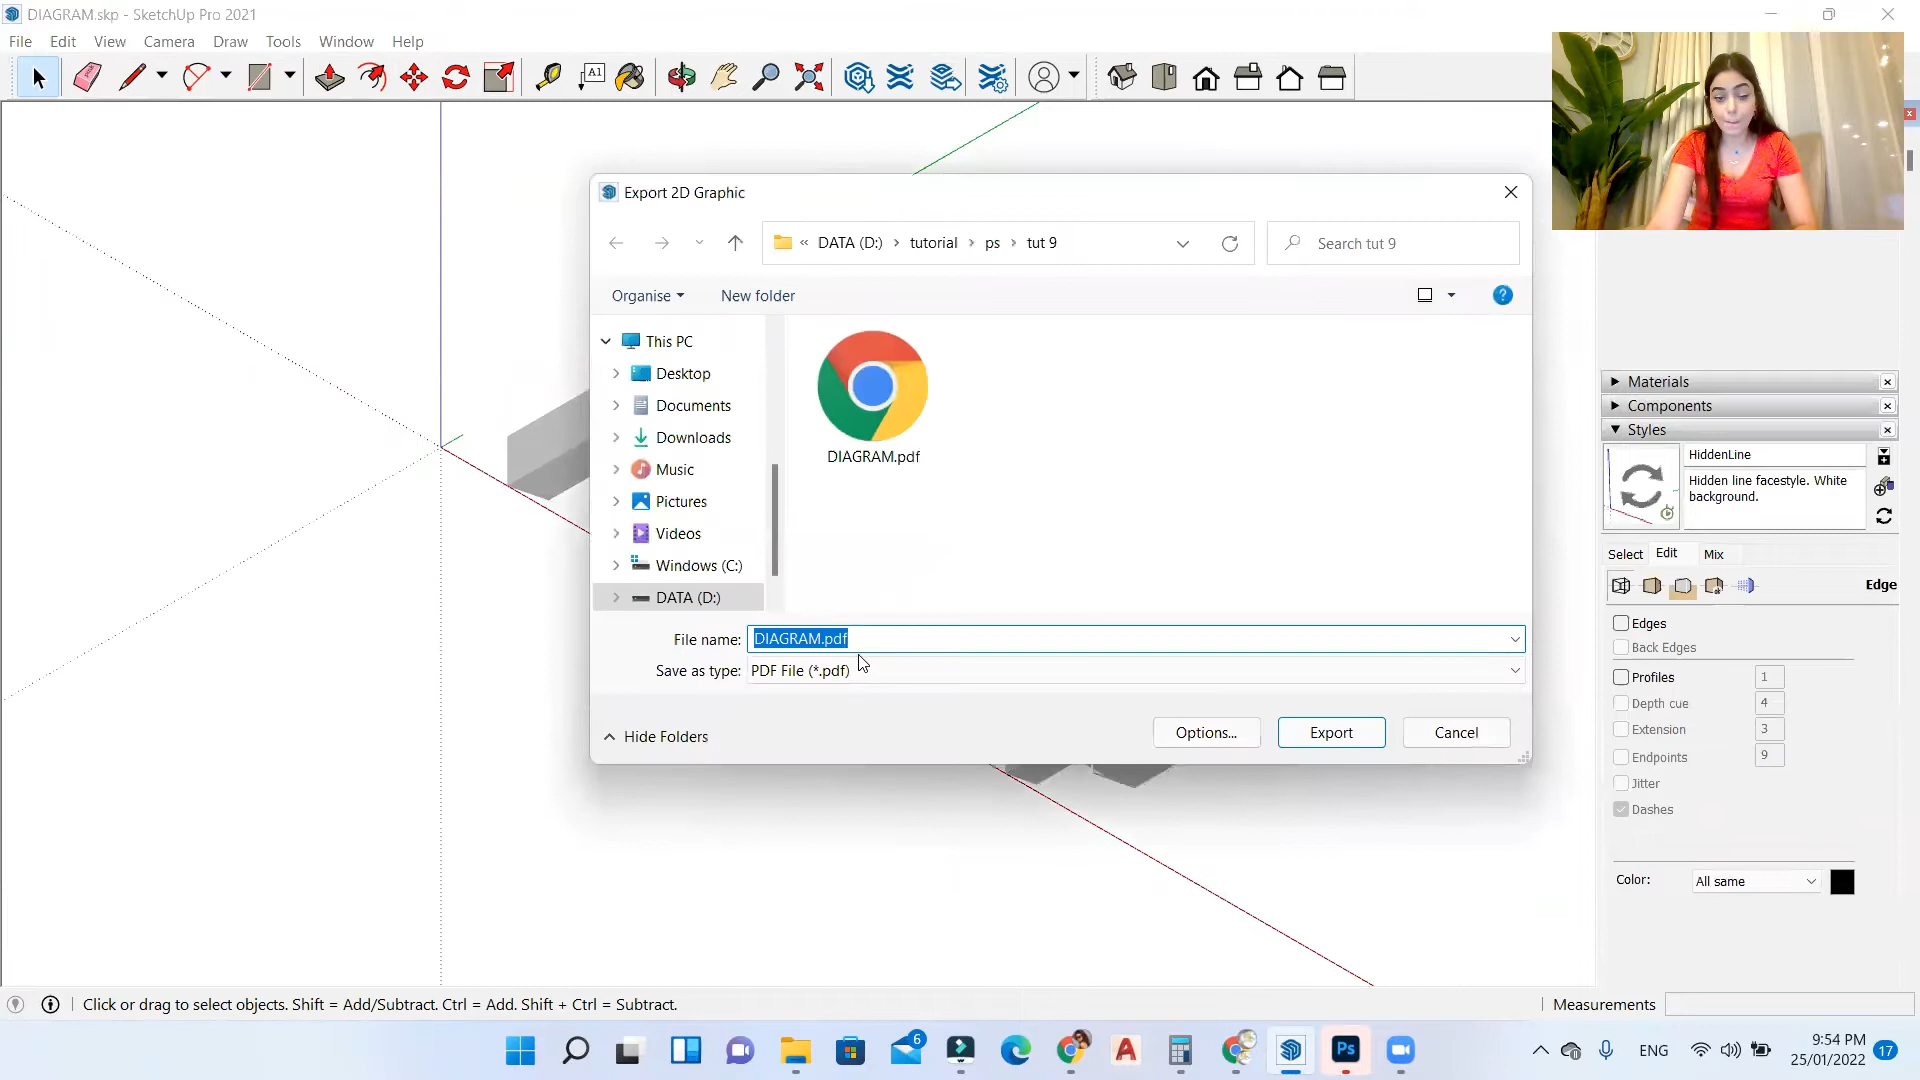 DIAGRAM.skp - SketchUp Pro 2021
File Edit View Camera Draw Tools Window Help
A1
Export 2D Graphic
« DATA (D:) › tutorial › ps › tut 9
Search tut 9
Organise New folder
?
This PC
Desktop
Documents
Downloads
Music
Pictures
Videos
Windows (C:)
DATA (D:)
DIAGRAM.pdf
File name: DIAGRAM.pdf
Save as type: PDF File (*.pdf)
Hide Folders
Options...
Export
Cancel
Materials
Components
Styles
HiddenLine
Hidden line facestyle. White
background.
Select Edit Mix
Edge
Edges
Back Edges
Profiles 1
Depth cue 4
Extension 3
Endpoints 9
Jitter
Dashes
Color: All same
Click or drag to select objects. Shift = Add/Subtract. Ctrl = Add. Shift + Ctrl = Subtract.
Measurements
6
A
Ps
ENG
9:54 PM
25/01/2022
17